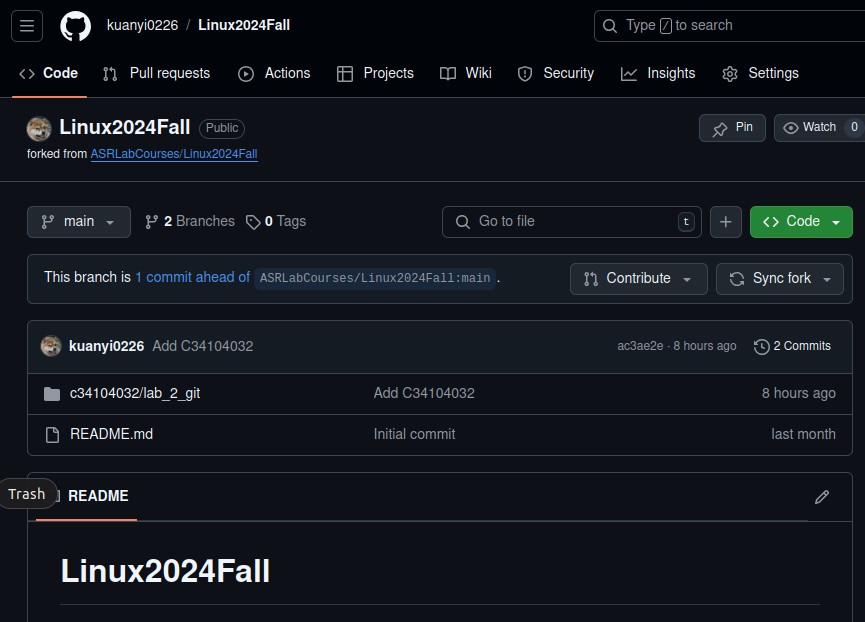 kuanyi0226 / Linux2024Fall
Type / to search
Code Pull requests Actions Projects Wiki Security Insights Settings
Linux2024Fall Public
Pin Watch 0
forked from ASRLabCourses/Linux2024Fall
main 2 Branches 0 Tags Go to file t + Code
This branch is 1 commit ahead of ASRLabCourses/Linux2024Fall:main . Contribute Sync fork
kuanyi0226 Add C34104032 ac3ae2e · 8 hours ago 2 Commits
c34104032/lab_2_git Add C34104032 8 hours ago
README.md Initial commit last month
Trash
README
Linux2024Fall